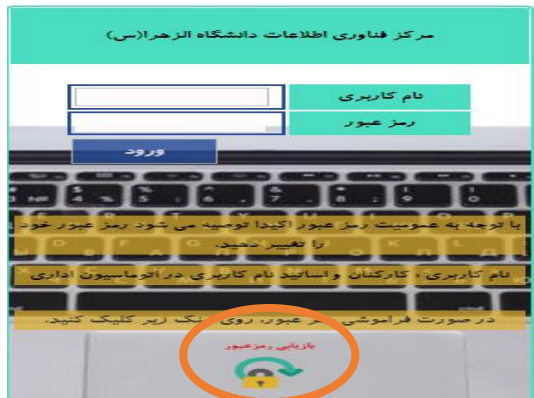 مرکز فناوری اطلاعات دانشگاه الزهرا(س)
نام کاربری
رمز عبور
ورود
با توجه به عمومیت رمز عبور اکیدا توصیه می شود رمز عبور خود
را تغییر دهید.
نام کاربری : کارکنان و اساتید نام کاربری در اتوماسیون اداری
در صورت فراموشی عبور، روی زیر کلیک کنید.
بازیابی رمزعبور